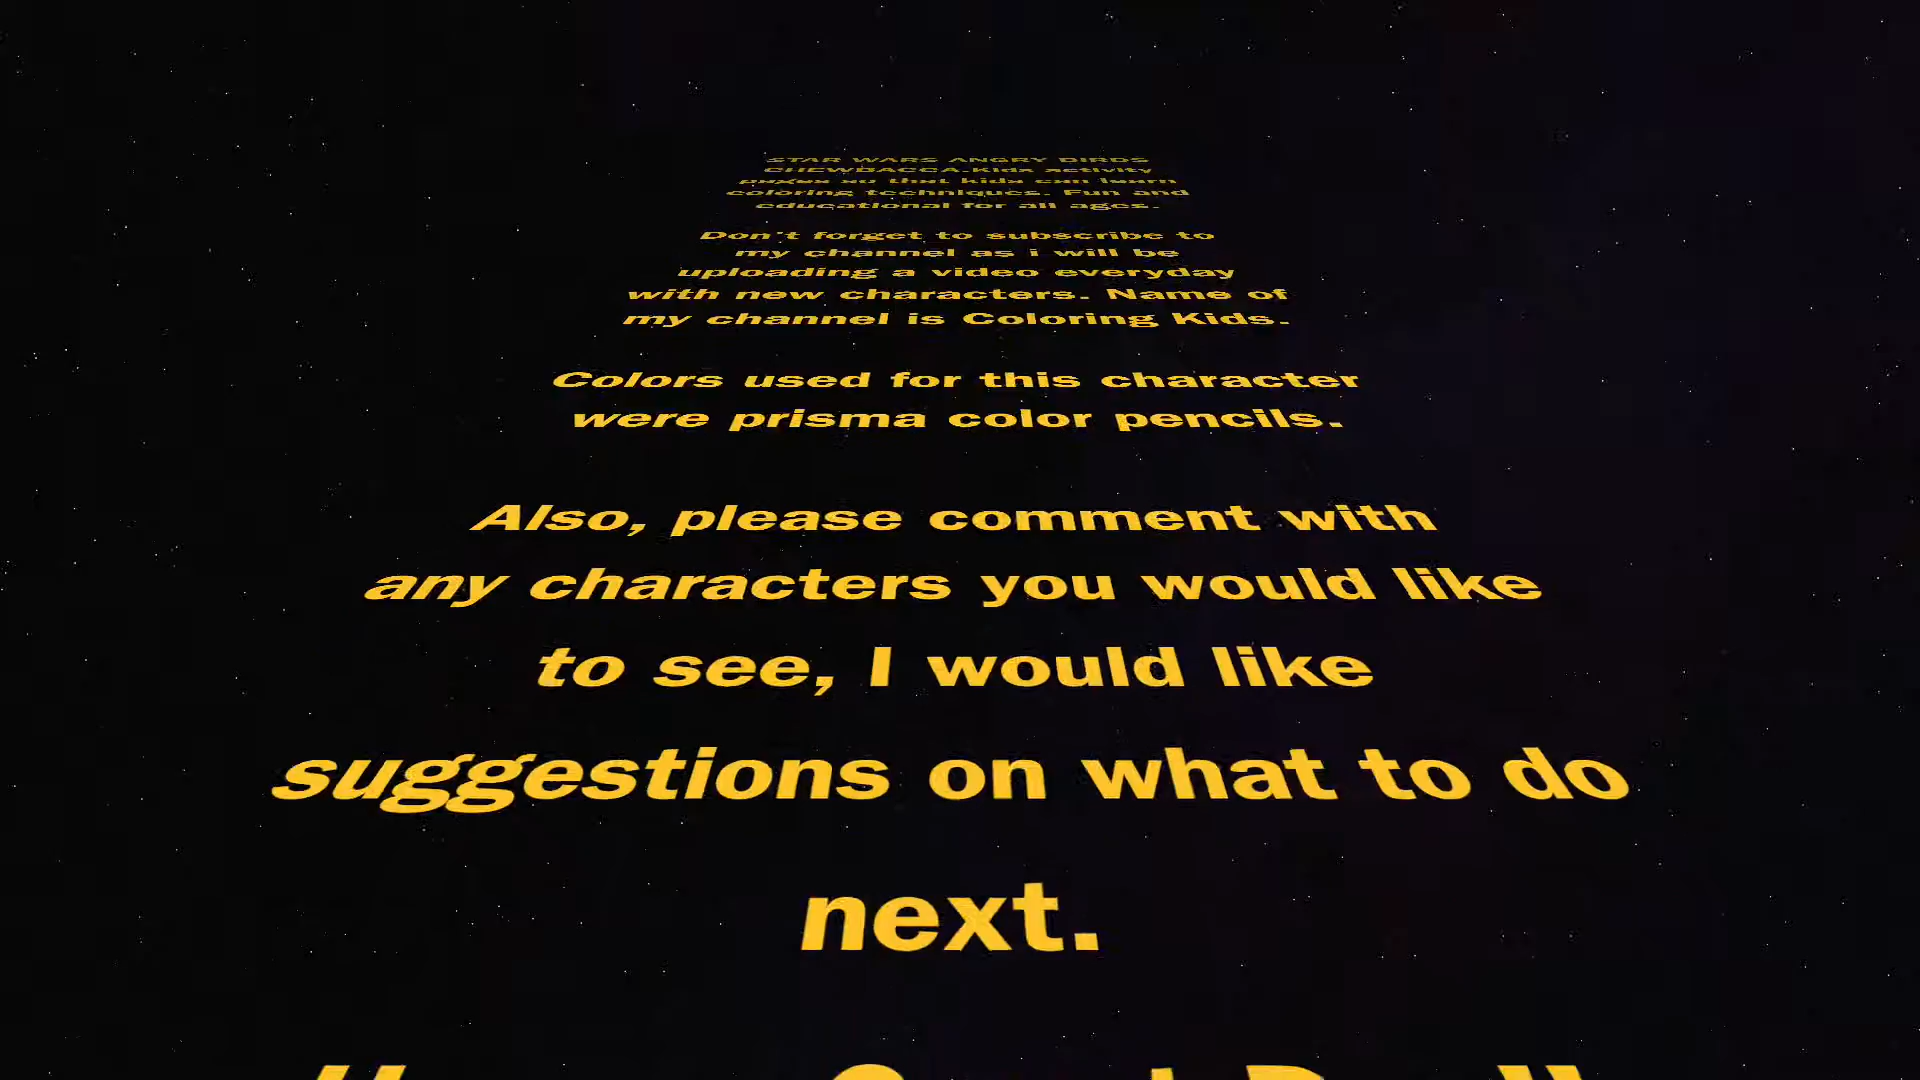 STAR WARS ANGRY BIRDS
CHEWBACCA.Kids activity
pages so that kids can learn
coloring techniques. Fun and
educational for all ages.
Don't forget to subscribe to
my channel as i will be
uploading a video everyday
with new characters. Name of
my channel is Coloring Kids.
Colors used for this character
were prisma color pencils.
Also, please comment with
any characters you would like
to see, I would like
suggestions on what to do
next.